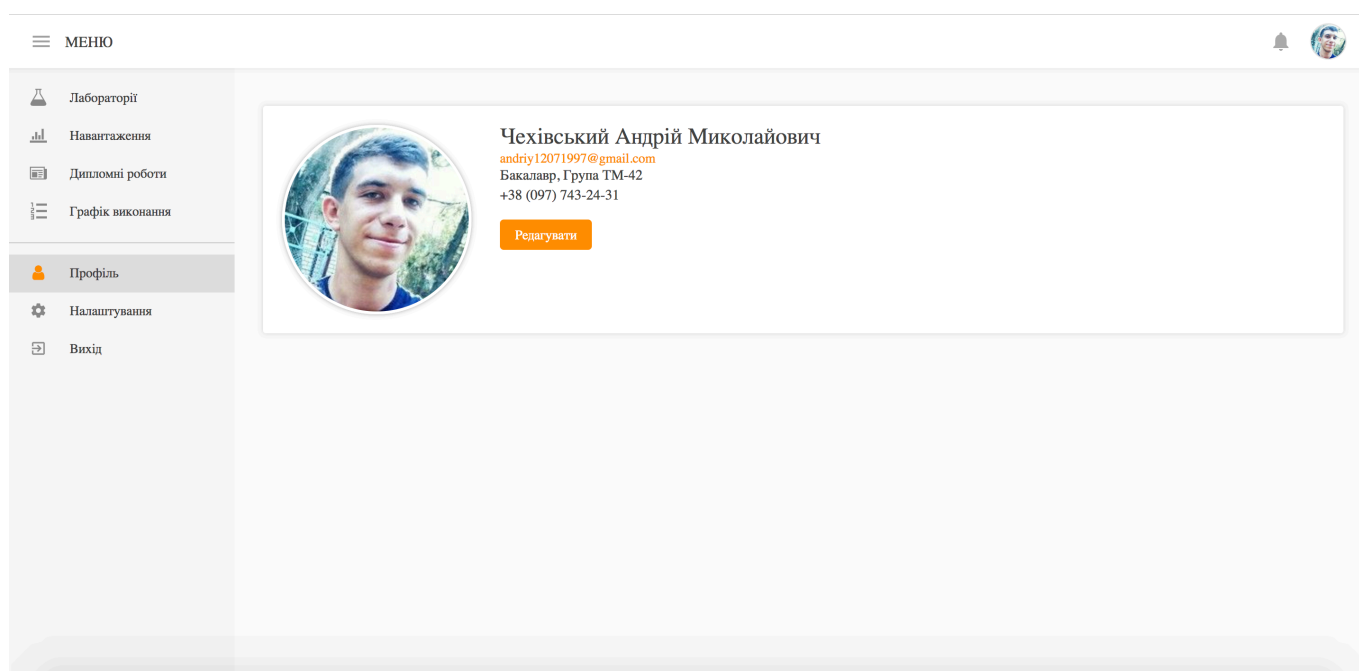 МЕНЮ
Лабораторії
Навантаження
Дипломні роботи
Графік виконання
Профіль
Налаштування
Вихід
Чехівський Андрій Миколайович
andriy12071997@gmail.com
Бакалавр, Група ТМ-42
+38 (097) 743-24-31
Редагувати